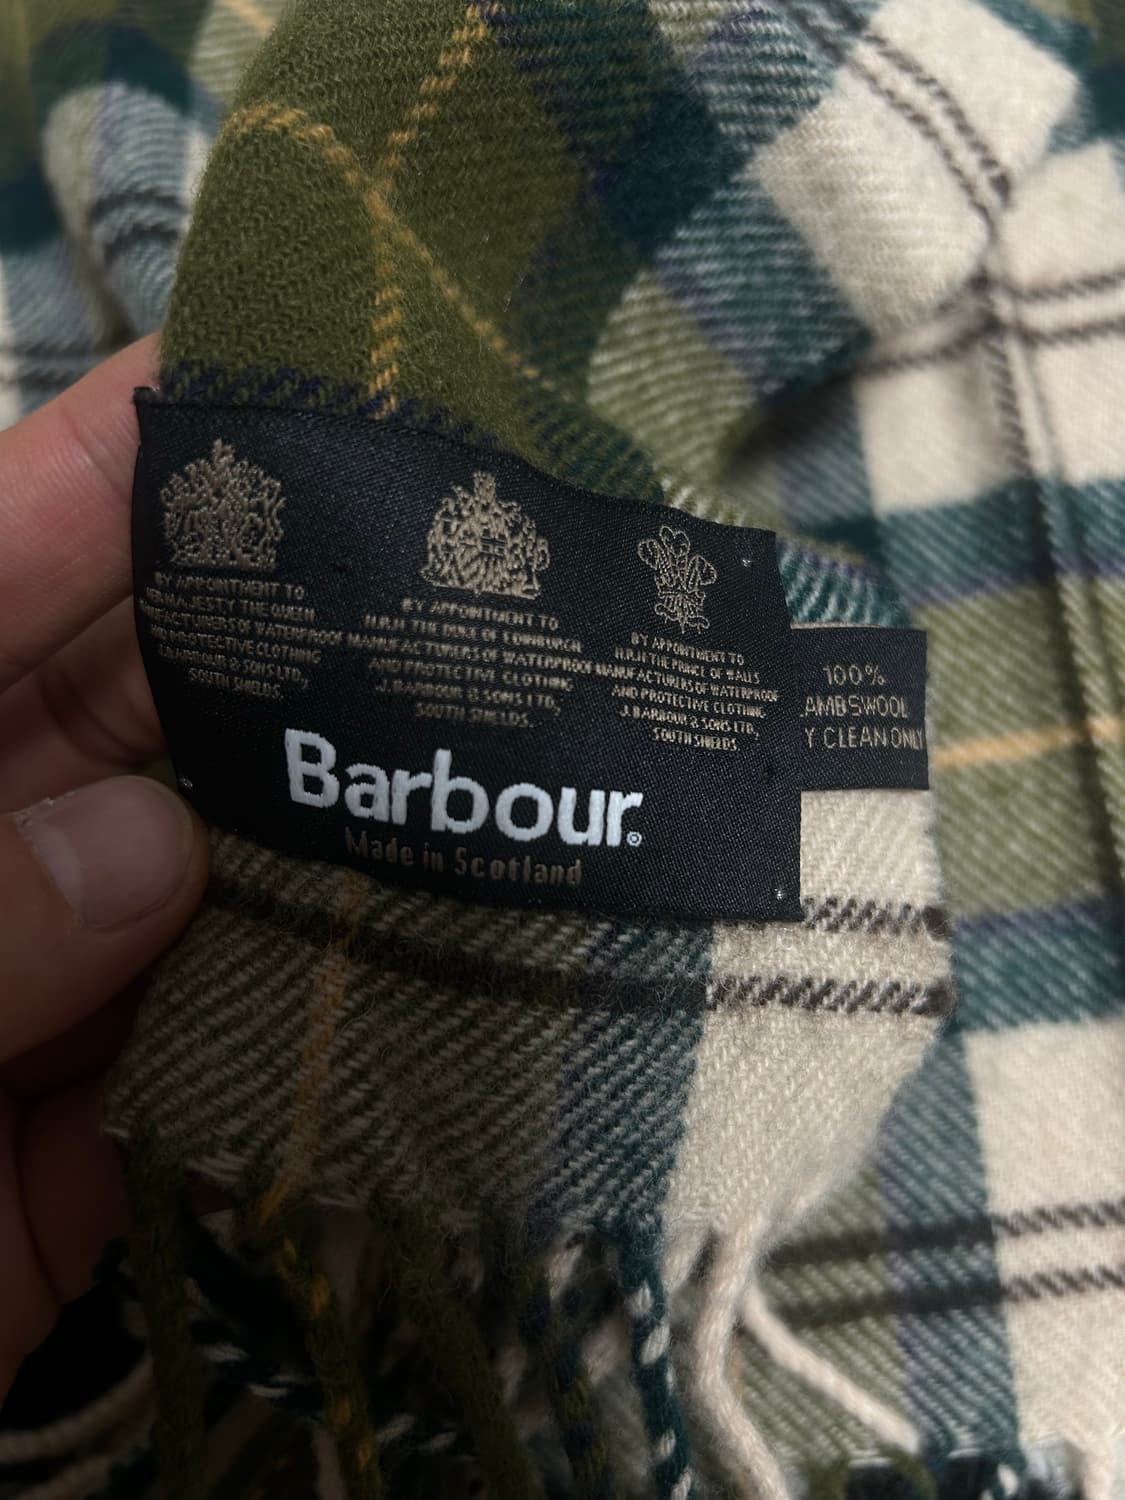 BY APPOINTMENT TO
HER MAJESTY THE QUEEN
MANUFACTURERS OF WATERPROOF
AND PROTECTIVE CLOTHING
J. BARBOUR & SONS LTD,
SOUTH SHIELDS.
BY APPOINTMENT TO
H.R.H. THE DUKE OF EDINBURGH
MANUFACTURERS OF WATERPROOF
AND PROTECTIVE CLOTHING
J. BARBOUR & SONS LTD,
SOUTH SHIELDS.
BY APPOINTMENT TO
H.R.H THE PRINCE OF WALES
MANUFACTURERS OF WATERPROOF
AND PROTECTIVE CLOTHING
J. BARBOUR & SONS LTD,
SOUTH SHIELDS
Barbour®
Made in Scotland
100%
AMBSWOOL
Y CLEAN ONLY